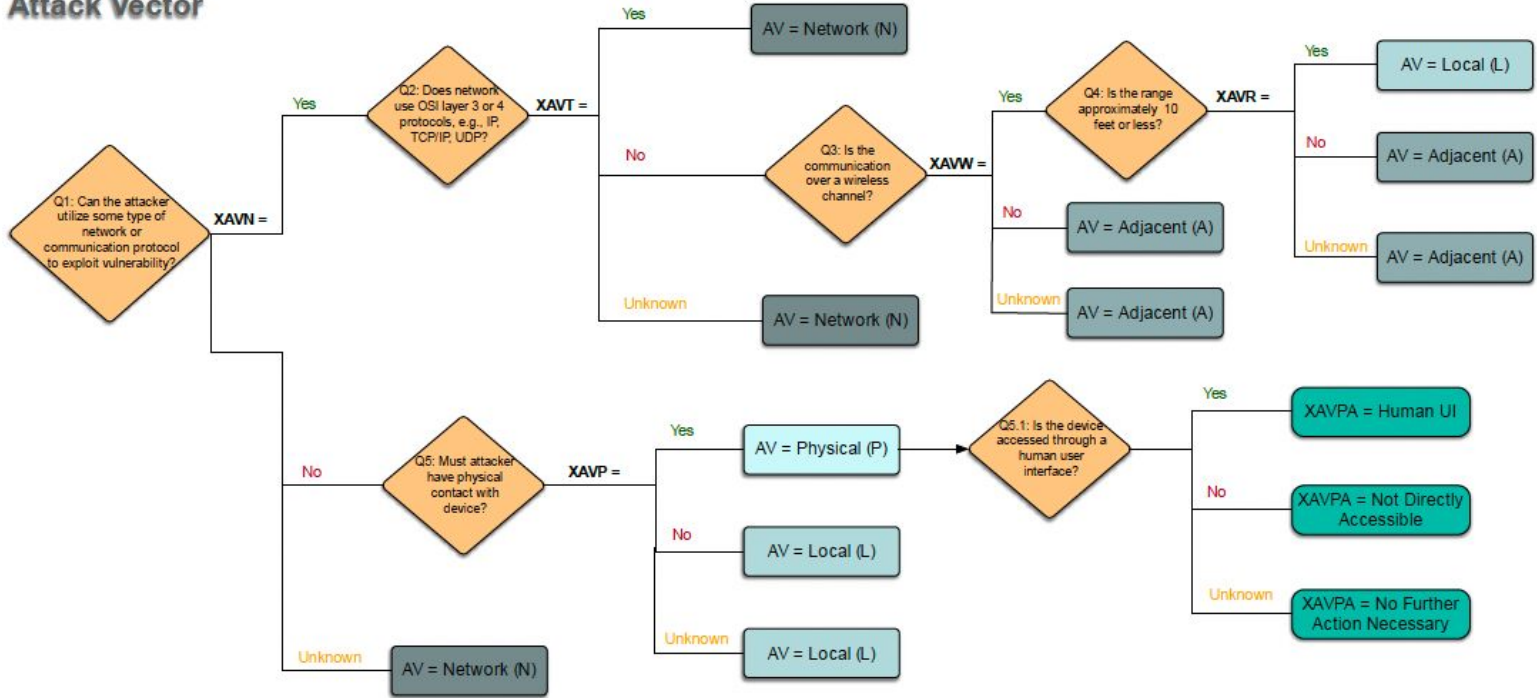 Attack Vector
Q1: Can the attacker
utilize some type of
network or
communication protocol
to exploit vulnerability?
XAVN =
Yes
Q2: Does network
use OSI layer 3 or 4
protocols, e.g., IP,
TCP/IP, UDP?
XAVT =
Yes
AV = Network (N)
No
Q3: Is the
communication
over a wireless
channel?
XAVW =
Yes
Q4: Is the range
approximately 10
feet or less?
XAVR =
Yes
AV = Local (L)
No
AV = Adjacent (A)
Unknown
AV = Adjacent (A)
No
AV = Adjacent (A)
Unknown
AV = Adjacent (A)
Unknown
AV = Network (N)
No
Q5: Must attacker
have physical
contact with
device?
XAVP =
Yes
AV = Physical (P)
Q5.1: Is the device
accessed through a
human user
interface?
Yes
XAVPA = Human UI
No
XAVPA = Not Directly
Accessible
Unknown
XAVPA = No Further
Action Necessary
No
AV = Local (L)
Unknown
AV = Local (L)
Unknown
AV = Network (N)